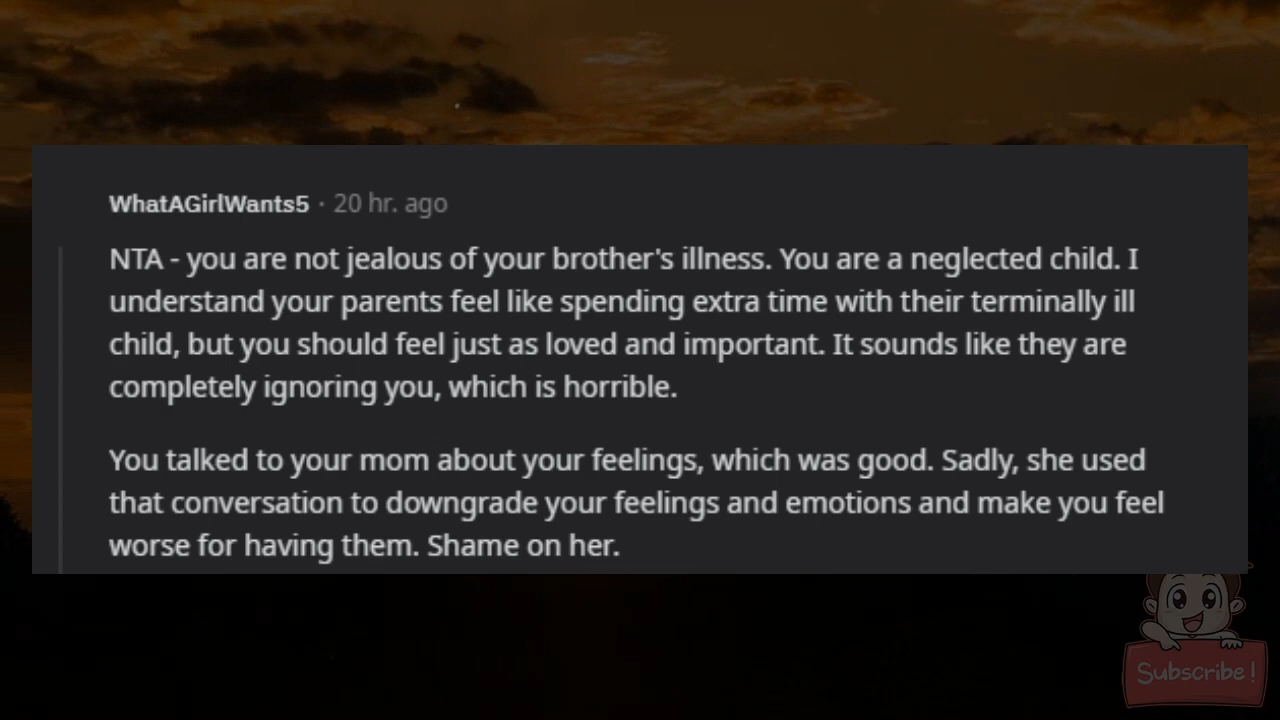 WhatAGirlWants5 · 20 hr. ago
NTA - you are not jealous of your brother's illness. You are a neglected child. I
understand your parents feel like spending extra time with their terminally ill
child, but you should feel just as loved and important. It sounds like they are
completely ignoring you, which is horrible.
You talked to your mom about your feelings, which was good. Sadly, she used
that conversation to downgrade your feelings and emotions and make you feel
worse for having them. Shame on her.
Subscribe!